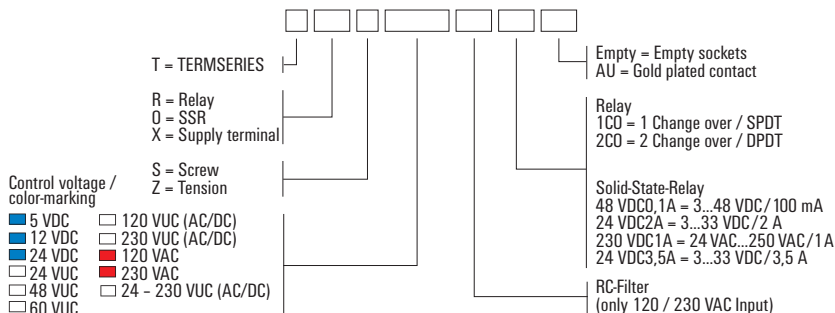 T = TERMSERIES
R = Relay
O = SSR
X = Supply terminal
S = Screw
Z = Tension
Control voltage /
color-marking
5 VDC
12 VDC
24 VDC
24 VUC
48 VUC
60 VUC
120 VUC (AC/DC)
230 VUC (AC/DC)
120 VAC
230 VAC
24 – 230 VUC (AC/DC)
Empty = Empty sockets
AU = Gold plated contact
Relay
1CO = 1 Change over / SPDT
2CO = 2 Change over / DPDT
Solid-State-Relay
48 VDC0,1A = 3...48 VDC/100 mA
24 VDC2A = 3...33 VDC/2 A
230 VDC1A = 24 VAC...250 VAC/1 A
24 VDC3,5A = 3...33 VDC/3,5 A
RC-Filter
(only 120 / 230 VAC Input)